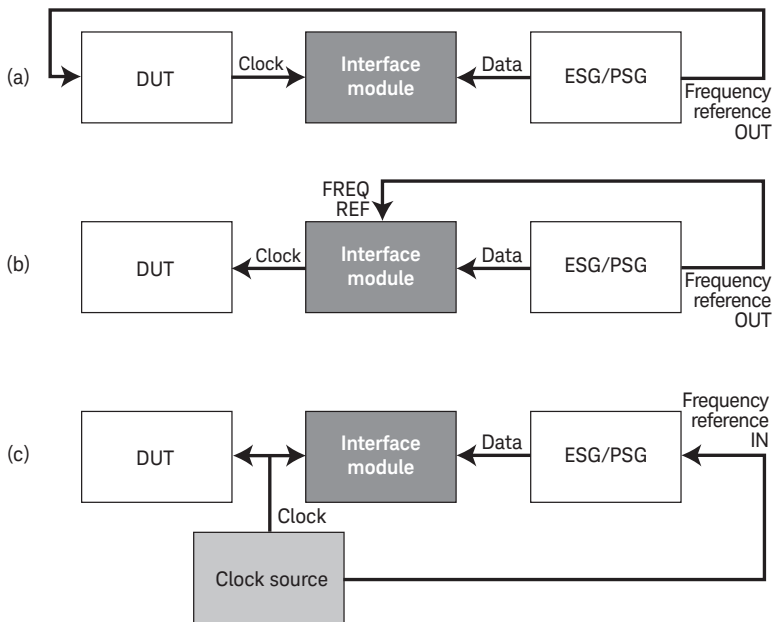 (a)
DUT
Clock
Interface
module
Data
ESG/PSG
Frequency
reference
OUT
(b)
DUT
Clock
FREQ
REF
Interface
module
Data
ESG/PSG
Frequency
reference
OUT
(c)
DUT
Interface
module
Data
ESG/PSG
Frequency
reference
IN
Clock
Clock source